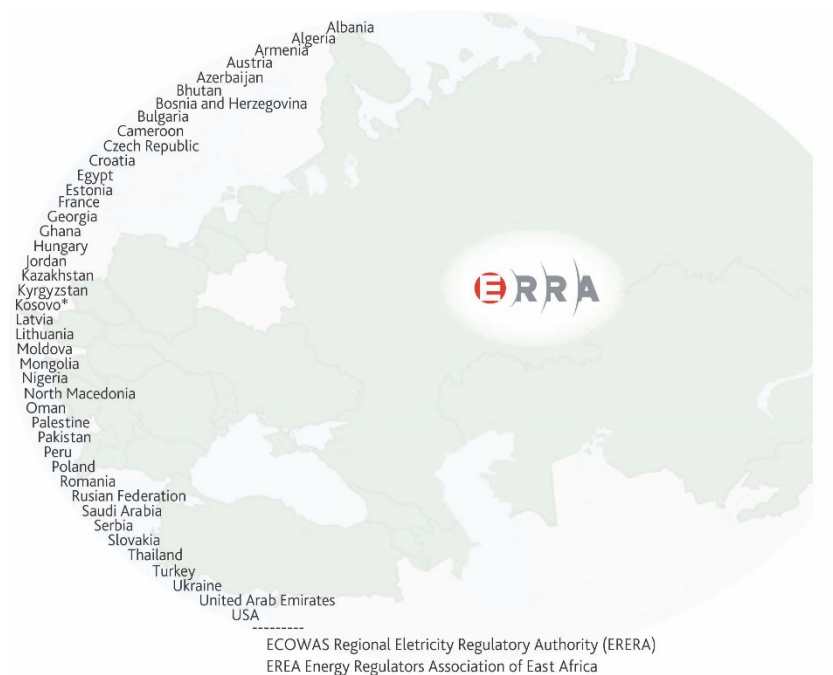 Albania
Algeria
Armenia
Austria
Azerbaijan
Bhutan
Bosnia and Herzegovina
Bulgaria
Cameroon
Czech Republic
Croatia
Egypt
Estonia
France
Georgia
Ghana
Hungary
Jordan
Kazakhstan
Kyrgyzstan
Kosovo*
Latvia
Lithuania
Moldova
Mongolia
Nigeria
North Macedonia
Oman
Palestine
Pakistan
Peru
Poland
Romania
Rusian Federation
Saudi Arabia
Serbia
Slovakia
Thailand
Turkey
Ukraine
United Arab Emirates
USA
---------
ECOWAS Regional Eletricity Regulatory Authority (ERERA)
EREA Energy Regulators Association of East Africa
ERRA